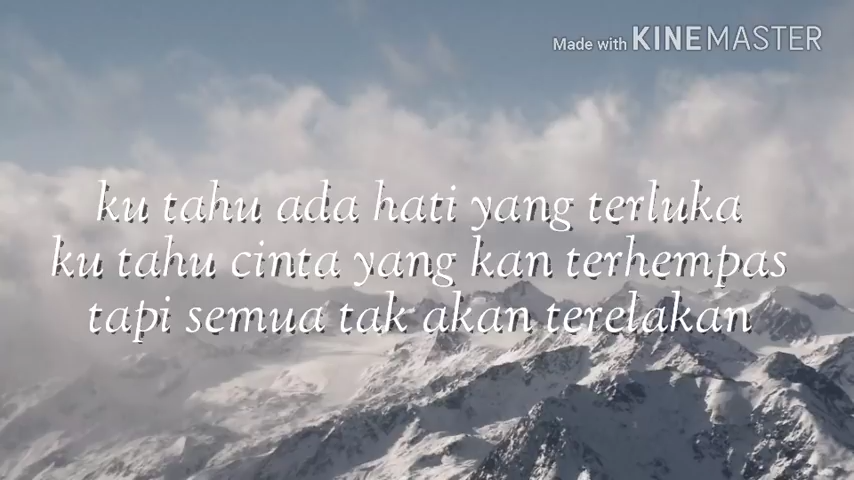 Made with KINEMASTER
ku tahu ada hati yang terluka
ku tahu cinta yang kan terhempas
tapi semua tak akan terelakan